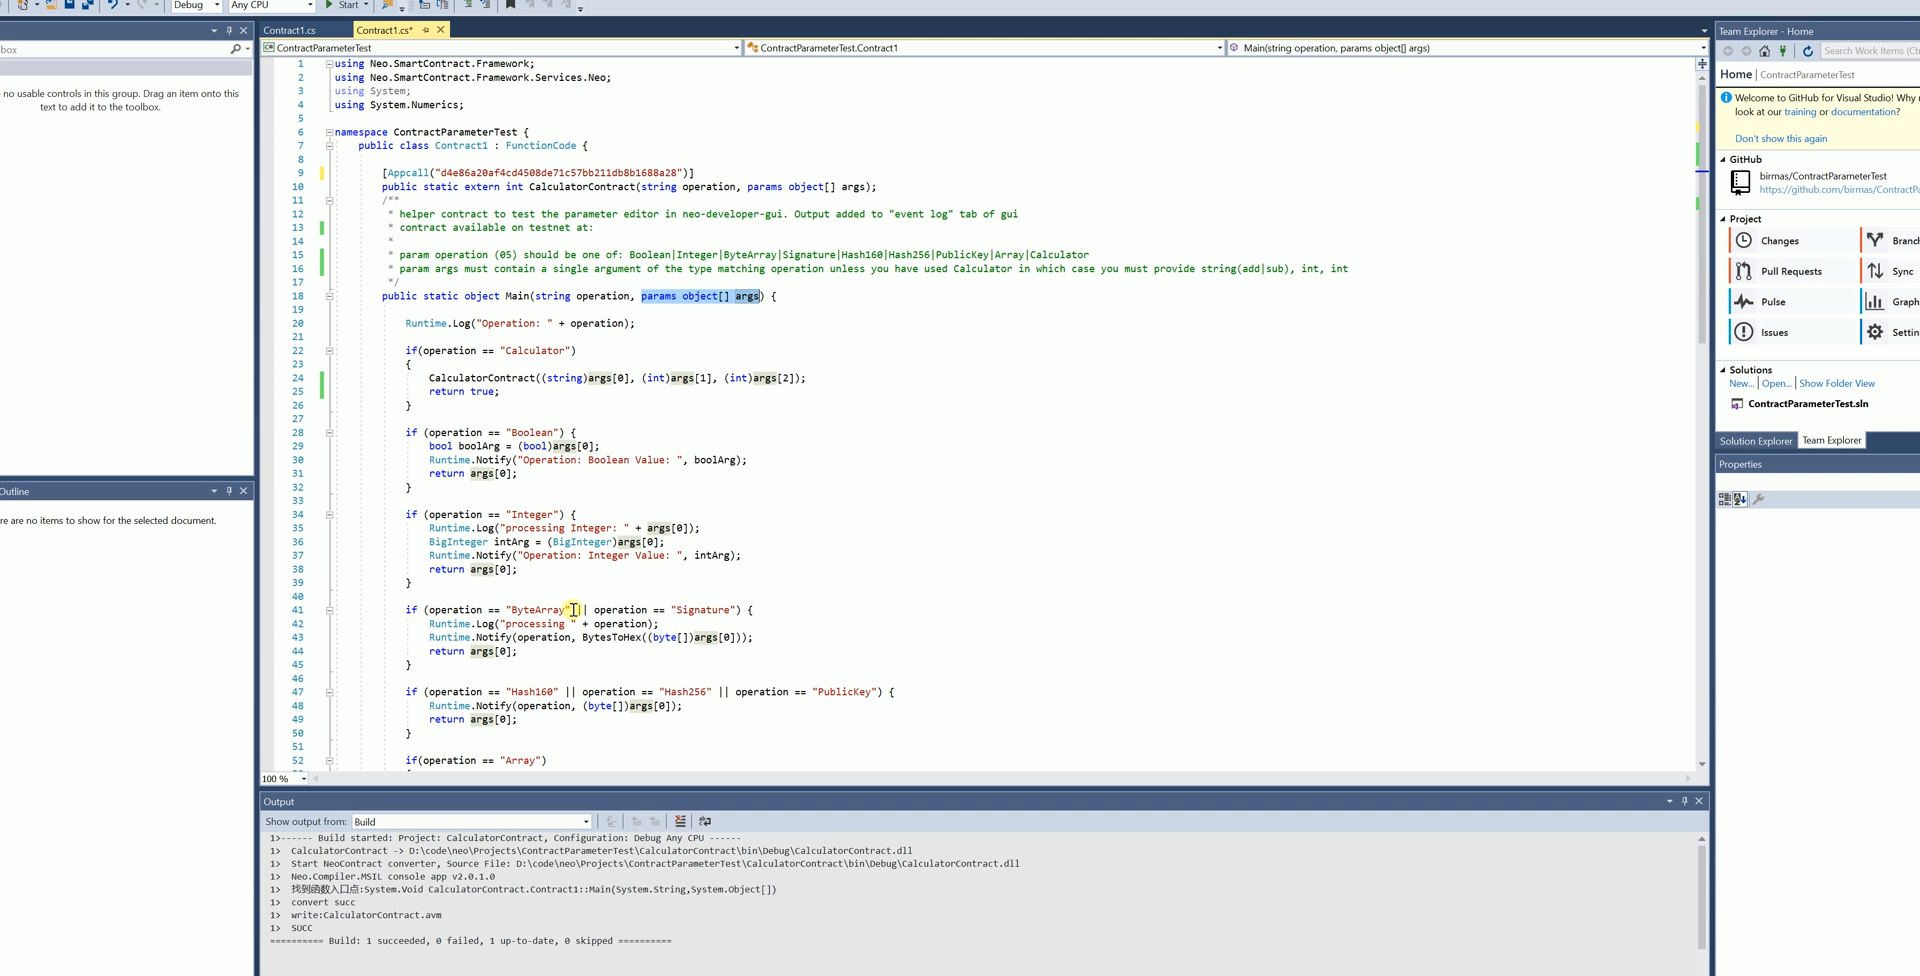 Debug
Any CPU
Start
box
no usable controls in this group. Drag an item onto this
text to add it to the toolbox.
Outline
re are no items to show for the selected document.
Contract1.cs
Contract1.cs*
ContractParameterTest
ContractParameterTest.Contract1
Main(string operation, params object[] args)
1 using Neo.SmartContract.Framework;
2 using Neo.SmartContract.Framework.Services.Neo;
3 using System;
4 using System.Numerics;
5
6 namespace ContractParameterTest {
7 public class Contract1 : FunctionCode {
8
9 [Appcall("d4e86a20af4cd4508de71c57bb211db8b1688a28")]
10 public static extern int CalculatorContract(string operation, params object[] args);
11 /**
12 * helper contract to test the parameter editor in neo-developer-gui. Output added to "event log" tab of gui
13 * contract available on testnet at:
14 *
15 * param operation (05) should be one of: Boolean|Integer|ByteArray|Signature|Hash160|Hash256|PublicKey|Array|Calculator
16 * param args must contain a single argument of the type matching operation unless you have used Calculator in which case you must provide string(add|sub), int, int
17 */
18 public static object Main(string operation, params object[] args) {
19
20 Runtime.Log("Operation: " + operation);
21
22 if(operation == "Calculator")
23 {
24 CalculatorContract((string)args[0], (int)args[1], (int)args[2]);
25 return true;
26 }
27
28 if (operation == "Boolean") {
29 bool boolArg = (bool)args[0];
30 Runtime.Notify("Operation: Boolean Value: ", boolArg);
31 return args[0];
32 }
33
34 if (operation == "Integer") {
35 Runtime.Log("processing Integer: " + args[0]);
36 BigInteger intArg = (BigInteger)args[0];
37 Runtime.Notify("Operation: Integer Value: ", intArg);
38 return args[0];
39 }
40
41 if (operation == "ByteArray" || operation == "Signature") {
42 Runtime.Log("processing " + operation);
43 Runtime.Notify(operation, BytesToHex((byte[])args[0]));
44 return args[0];
45 }
46
47 if (operation == "Hash160" || operation == "Hash256" || operation == "PublicKey") {
48 Runtime.Notify(operation, (byte[])args[0]);
49 return args[0];
50 }
51
52 if(operation == "Array")
100 %
Output
Show output from: Build
1>------ Build started: Project: CalculatorContract, Configuration: Debug Any CPU ------
1> CalculatorContract -> D:\code\neo\Projects\ContractParameterTest\CalculatorContract\bin\Debug\CalculatorContract.dll
1> Start NeoContract converter, Source File: D:\code\neo\Projects\ContractParameterTest\CalculatorContract\bin\Debug\CalculatorContract.dll
1> Neo.Compiler.MSIL console app v2.0.1.0
1> 找到函数入口点:System.Void CalculatorContract.Contract1::Main(System.String,System.Object[])
1> convert succ
1> write:CalculatorContract.avm
1> SUCC
========== Build: 1 succeeded, 0 failed, 1 up-to-date, 0 skipped ==========
Team Explorer - Home
Search Work Items (Ct
Home | ContractParameterTest
Welcome to GitHub for Visual Studio! Why
look at our training or documentation?
Don't show this again
GitHub
birmas/ContractParameterTest
https://github.com/birmas/ContractPa
Project
Changes
Branch
Pull Requests
Sync
Pulse
Graph
Issues
Settin
Solutions
New... | Open... | Show Folder View
ContractParameterTest.sln
Solution Explorer
Team Explorer
Properties